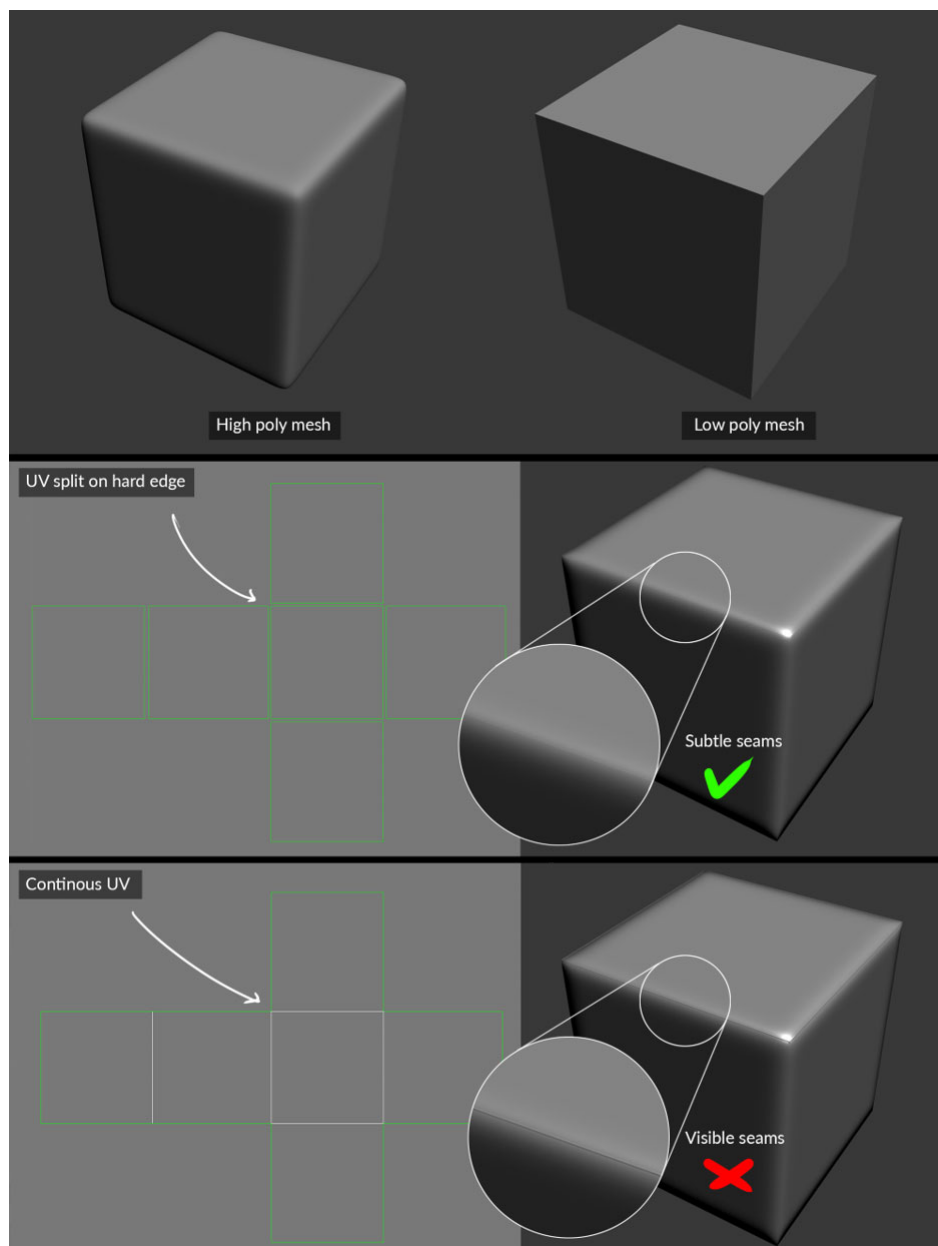 High poly mesh
Low poly mesh
UV split on hard edge
Subtle seams
Continous UV
Visible seams